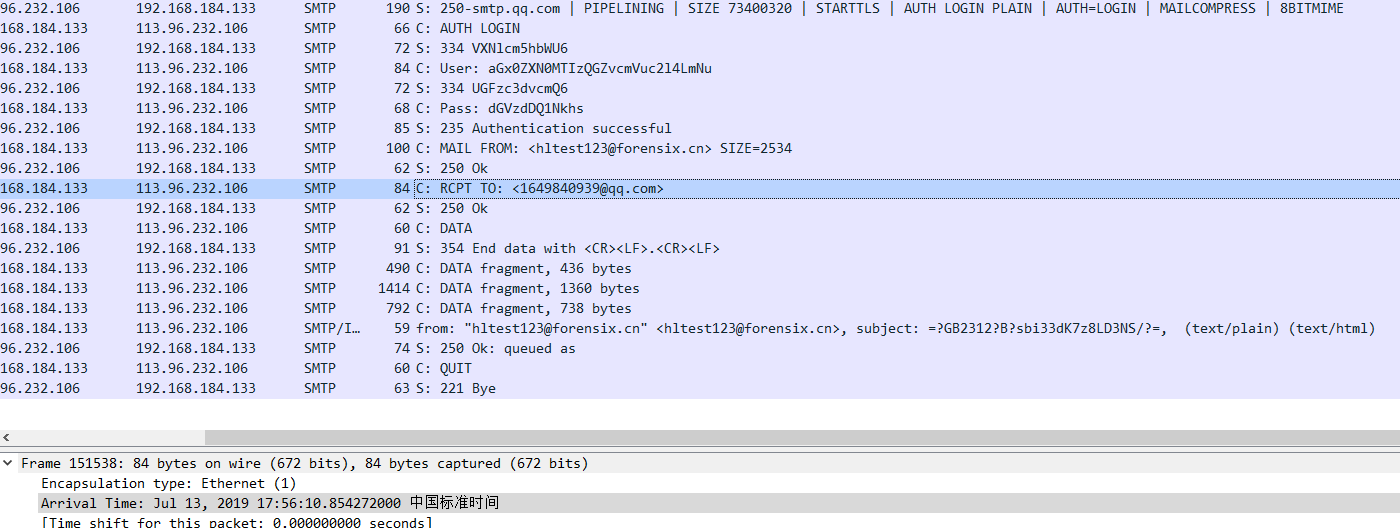 96.232.106 192.168.184.133 SMTP 190 S: 250-smtp.qq.com | PIPELINING | SIZE 73400320 | STARTTLS | AUTH LOGIN PLAIN | AUTH=LOGIN | MAILCOMPRESS | 8BITMIME
168.184.133 113.96.232.106 SMTP 66 C: AUTH LOGIN
96.232.106 192.168.184.133 SMTP 72 S: 334 VXNlcm5hbWU6
168.184.133 113.96.232.106 SMTP 84 C: User: aGx0ZXN0MTIzQGZvcmVuc2l4LmNu
96.232.106 192.168.184.133 SMTP 72 S: 334 UGFzc3dvcmQ6
168.184.133 113.96.232.106 SMTP 68 C: Pass: dGVzdDQ1Nkhs
96.232.106 192.168.184.133 SMTP 85 S: 235 Authentication successful
168.184.133 113.96.232.106 SMTP 100 C: MAIL FROM: <hltest123@forensix.cn> SIZE=2534
96.232.106 192.168.184.133 SMTP 62 S: 250 Ok
168.184.133 113.96.232.106 SMTP 84 C: RCPT TO: <1649840939@qq.com>
96.232.106 192.168.184.133 SMTP 62 S: 250 Ok
168.184.133 113.96.232.106 SMTP 60 C: DATA
96.232.106 192.168.184.133 SMTP 91 S: 354 End data with <CR><LF>.<CR><LF>
168.184.133 113.96.232.106 SMTP 490 C: DATA fragment, 436 bytes
168.184.133 113.96.232.106 SMTP 1414 C: DATA fragment, 1360 bytes
168.184.133 113.96.232.106 SMTP 792 C: DATA fragment, 738 bytes
168.184.133 113.96.232.106 SMTP/I… 59 from: "hltest123@forensix.cn" <hltest123@forensix.cn>, subject: =?GB2312?B?sbi33dK7z8LD3NS/?=, (text/plain) (text/html)
96.232.106 192.168.184.133 SMTP 74 S: 250 Ok: queued as
168.184.133 113.96.232.106 SMTP 60 C: QUIT
96.232.106 192.168.184.133 SMTP 63 S: 221 Bye
Frame 151538: 84 bytes on wire (672 bits), 84 bytes captured (672 bits)
Encapsulation type: Ethernet (1)
Arrival Time: Jul 13, 2019 17:56:10.854272000 中国标准时间
[Time shift for this packet: 0.000000000 seconds]